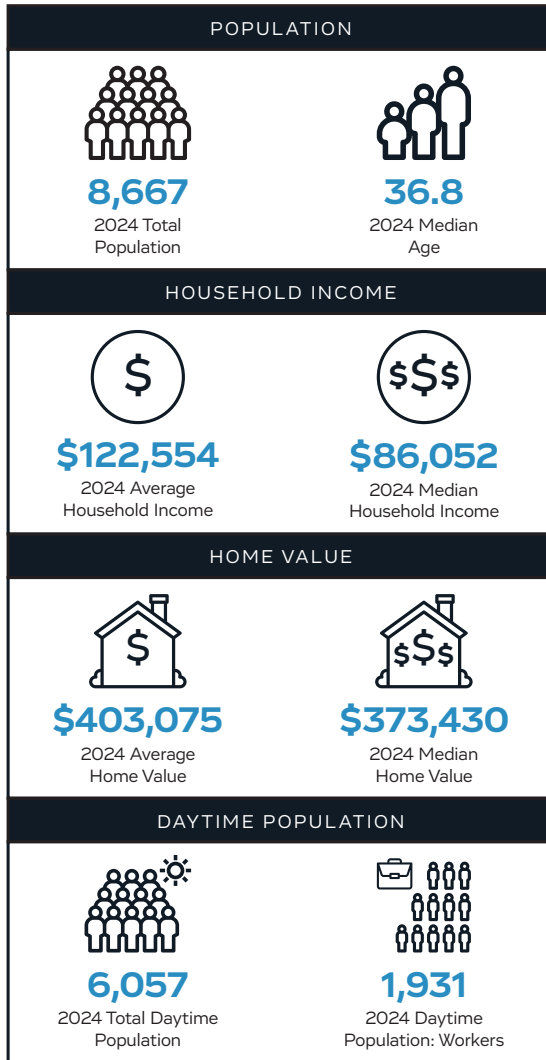 POPULATION
8,667
2024 Total
Population
36.8
2024 Median
Age
HOUSEHOLD INCOME
$
$122,554
2024 Average
Household Income
$$$
$86,052
2024 Median
Household Income
HOME VALUE
$
$403,075
2024 Average
Home Value
$$$
$373,430
2024 Median
Home Value
DAYTIME POPULATION
6,057
2024 Total Daytime
Population
1,931
2024 Daytime
Population: Workers